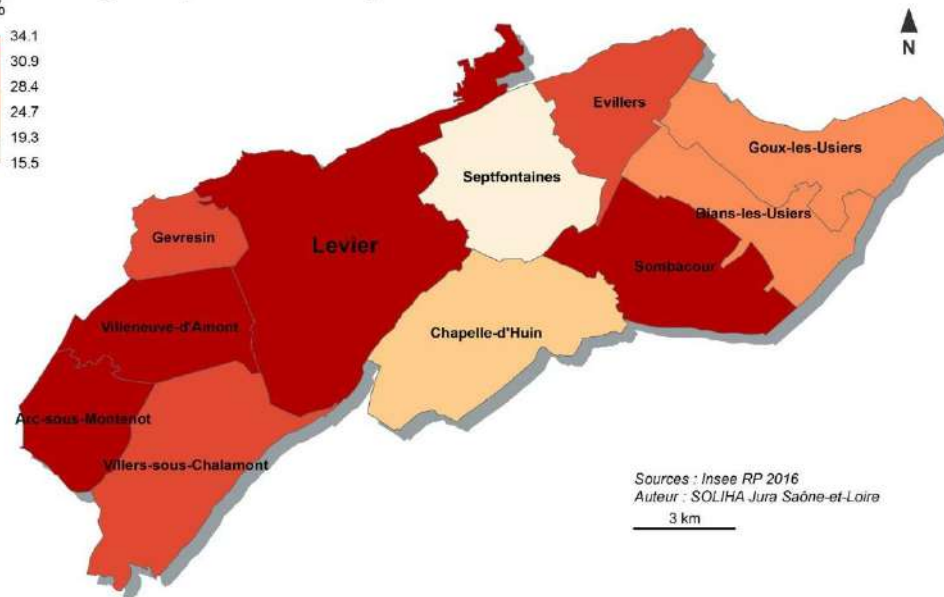 34.1
30.9
28.4
24.7
19.3
15.5
N
Evillers
Goux-les-Usiers
Septfontaines
Bians-les-Usiers
Gevresin
Levier
Sombacour
Villeneuve-d'Amont
Chapelle-d'Huin
Arc-sous-Montenot
Villers-sous-Chalamont
Sources : Insee RP 2016
Auteur : SOLIHA Jura Saône-et-Loire
3 km